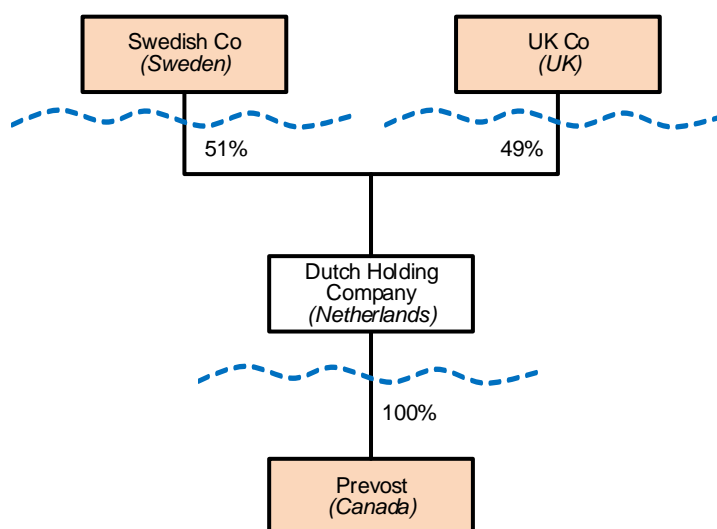 Swedish Co
(Sweden)
UK Co
(UK)
51%
49%
Dutch Holding
Company
(Netherlands)
100%
Prevost
(Canada)